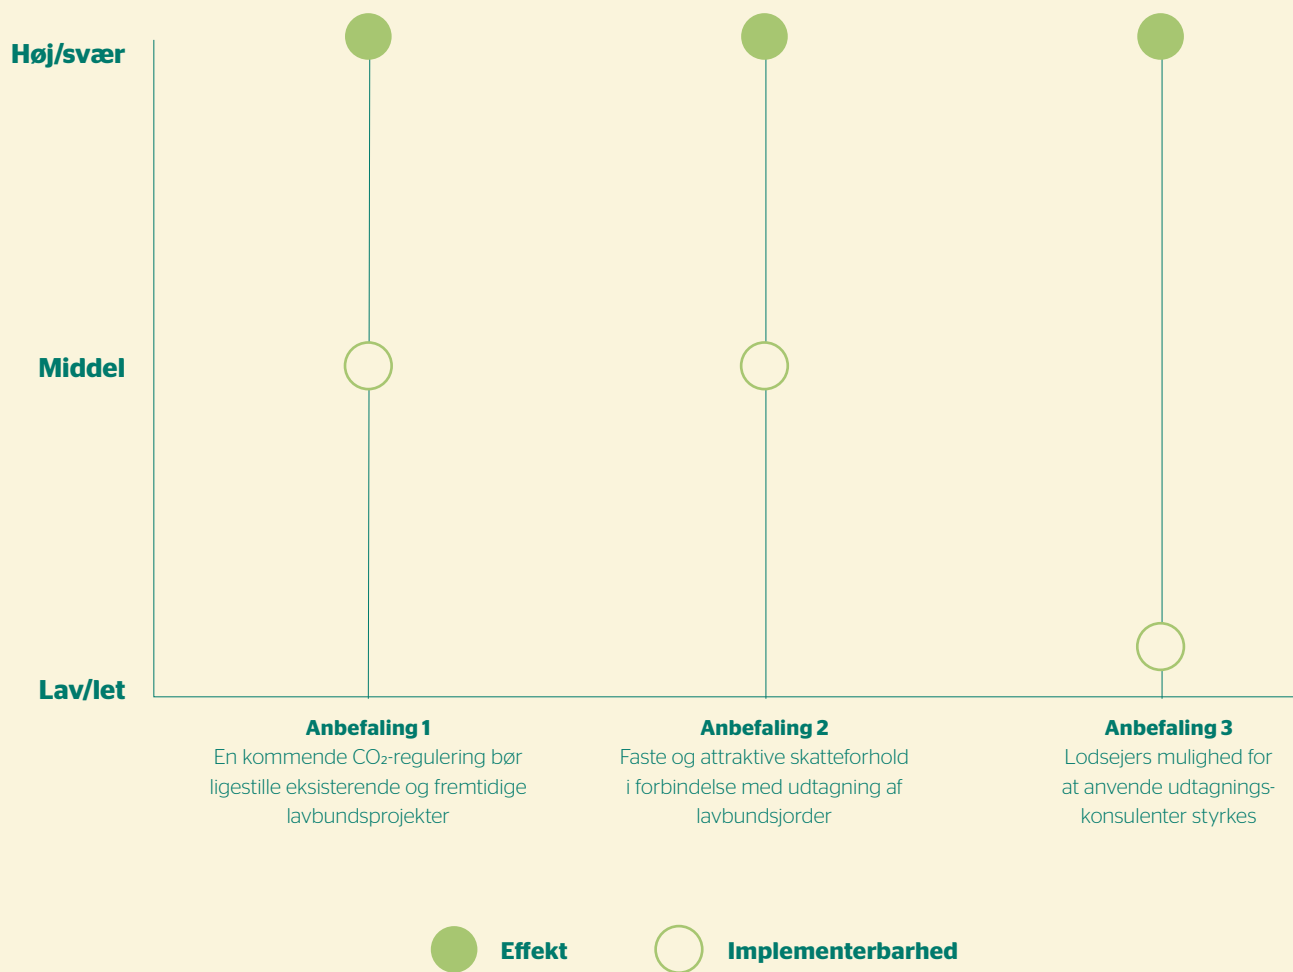 Høj/svær
Middel
Lav/let
Anbefaling 1
En kommende CO₂-regulering bør
ligestille eksisterende og fremtidige
lavbundsprojekter
Anbefaling 2
Faste og attraktive skatteforhold
i forbindelse med udtagning af
lavbundsjorder
Anbefaling 3
Lodsejers mulighed for
at anvende udtagnings-
konsulenter styrkes
Effekt
Implementerbarhed